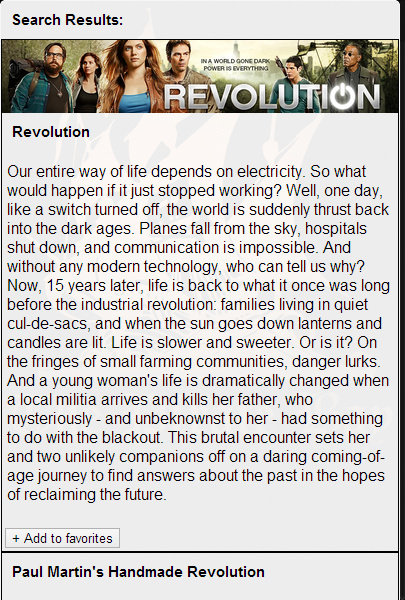 Search Results:
IN A WORLD GONE DARK
POWER IS EVERYTHING
REVOLUTION
Revolution
Our entire way of life depends on electricity. So what
would happen if it just stopped working? Well, one day,
like a switch turned off, the world is suddenly thrust back
into the dark ages. Planes fall from the sky, hospitals
shut down, and communication is impossible. And
without any modern technology, who can tell us why?
Now, 15 years later, life is back to what it once was long
before the industrial revolution: families living in quiet
cul-de-sacs, and when the sun goes down lanterns and
candles are lit. Life is slower and sweeter. Or is it? On
the fringes of small farming communities, danger lurks.
And a young woman's life is dramatically changed when
a local militia arrives and kills her father, who
mysteriously - and unbeknownst to her - had something
to do with the blackout. This brutal encounter sets her
and two unlikely companions off on a daring coming-of-
age journey to find answers about the past in the hopes
of reclaiming the future.
+ Add to favorites
Paul Martin's Handmade Revolution